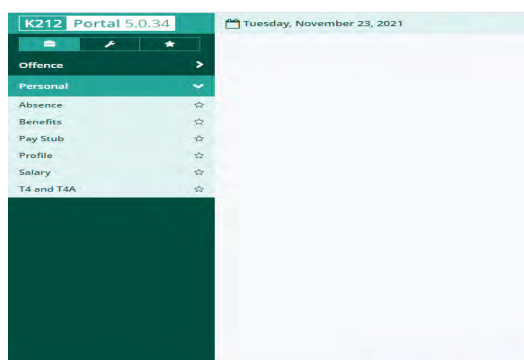 K212 Portal 5.0.34
Tuesday, November 23, 2021
Offence
Personal
Absence
Benefits
Pay Stub
Profile
Salary
T4 and T4A